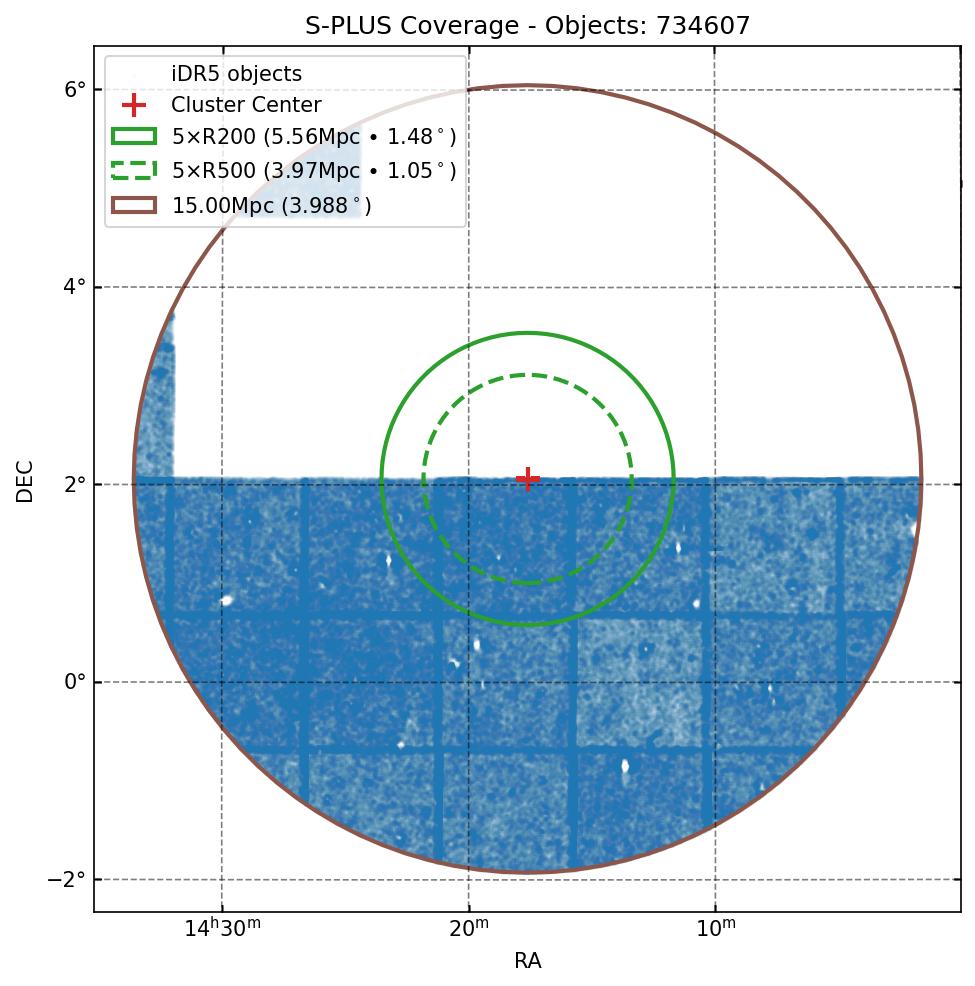 S-PLUS Coverage - Objects: 734607
iDR5 objects
Cluster Center
5×R200 (5.56Mpc • 1.48°)
5×R500 (3.97Mpc • 1.05°)
15.00Mpc (3.988°)
6°
4°
2°
0°
−2°
DEC
14ʰ30ᵐ
20ᵐ
10ᵐ
RA